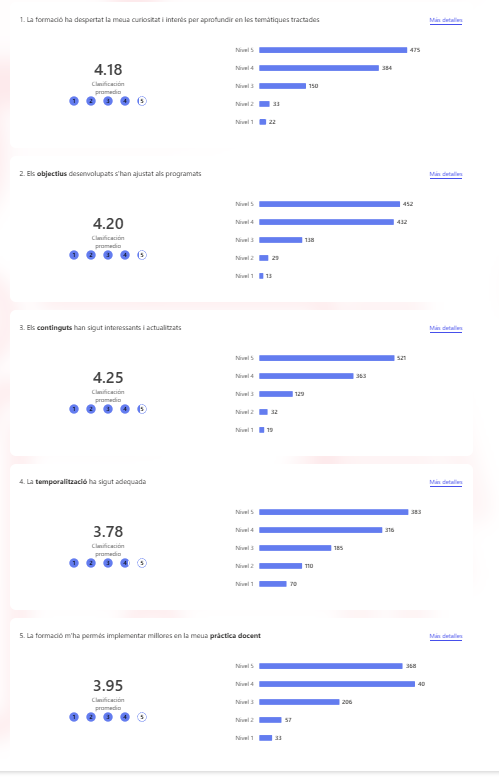 1. La formació ha despertat la meua curiositat i interés per aprofundir en les temàtiques tractades
Más detalles
4.18
Clasificación
promedio
1 2 3 4 5
Nivel 5 475
Nivel 4 384
Nivel 3 150
Nivel 2 33
Nivel 1 22
2. Els objectius desenvolupats s'han ajustat als programats
Más detalles
4.20
Clasificación
promedio
1 2 3 4 5
Nivel 5 452
Nivel 4 432
Nivel 3 138
Nivel 2 29
Nivel 1 13
3. Els continguts han sigut interessants i actualitzats
Más detalles
4.25
Clasificación
promedio
1 2 3 4 5
Nivel 5 521
Nivel 4 363
Nivel 3 129
Nivel 2 32
Nivel 1 19
4. La temporalització ha sigut adequada
Más detalles
3.78
Clasificación
promedio
1 2 3 4 5
Nivel 5 383
Nivel 4 316
Nivel 3 185
Nivel 2 110
Nivel 1 70
5. La formació m'ha permés implementar millores en la meua pràctica docent
Más detalles
3.95
Clasificación
promedio
1 2 3 4 5
Nivel 5 368
Nivel 4 40
Nivel 3 206
Nivel 2 57
Nivel 1 33